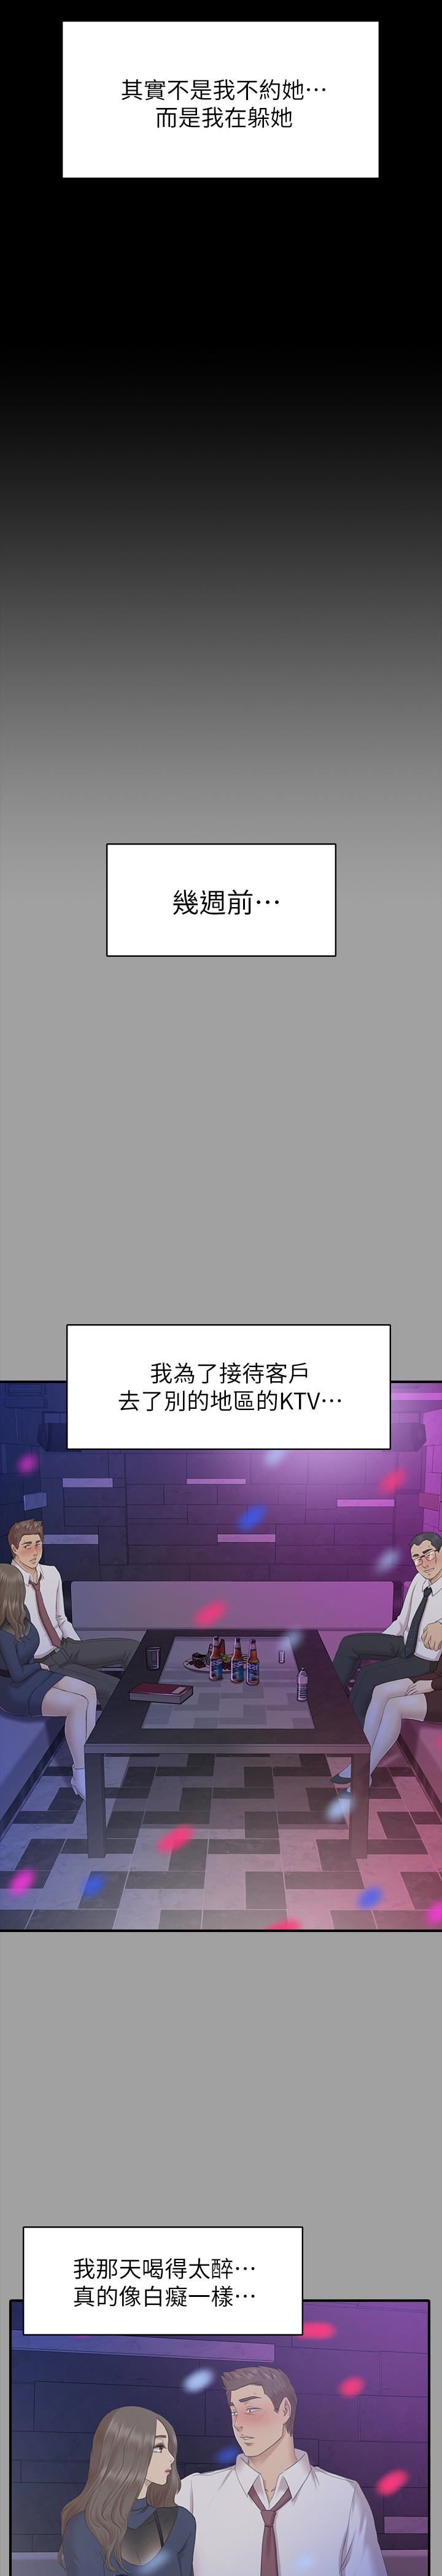 其實不是我不約她⋯
而是我在躲她
幾週前⋯
我為了接待客戶
去了別的地區的KTV⋯
我那天喝得太醉⋯
真的像白癡一樣⋯